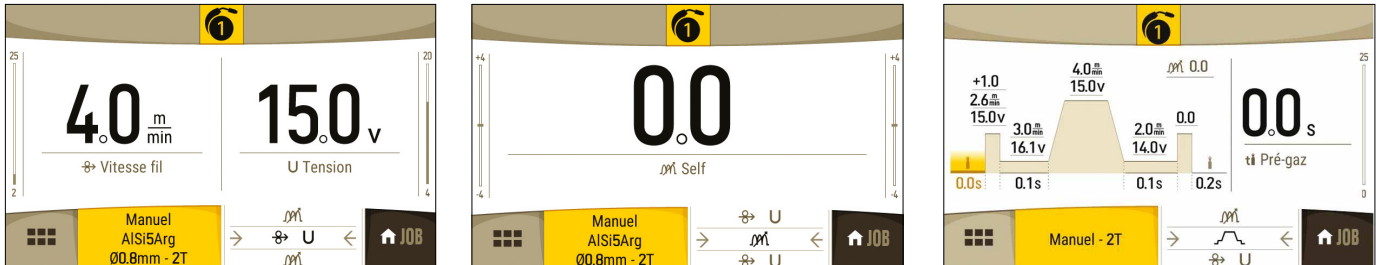 1
25
20
4.0 m/min
15.0 v
Vitesse fil
U Tension
2
4
Manuel
AlSi5Arg
Ø0.8mm - 2T
U
JOB
1
+4
+4
0.0
Self
-4
-4
Manuel
AlSi5Arg
Ø0.8mm - 2T
U
U
JOB
1
25
4.0 m/min
15.0v
0.0
+1.0
2.6 m/min
15.0v
3.0 m/min
16.1v
2.0 m/min
14.0v
0.0
0.0 s
Pré-gaz
0.0s
0.1s
0.1s
0.2s
0
Manuel - 2T
U
JOB